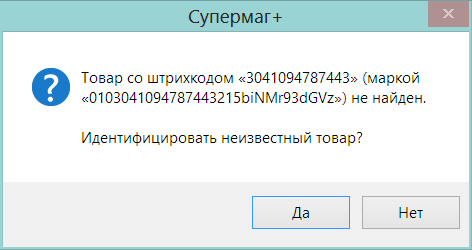 Супермаг+
Товар со штрихкодом «3041094787443» (маркой
«0103041094787443215biNMr93dGVz») не найден.
Идентифицировать неизвестный товар?
Да
Нет